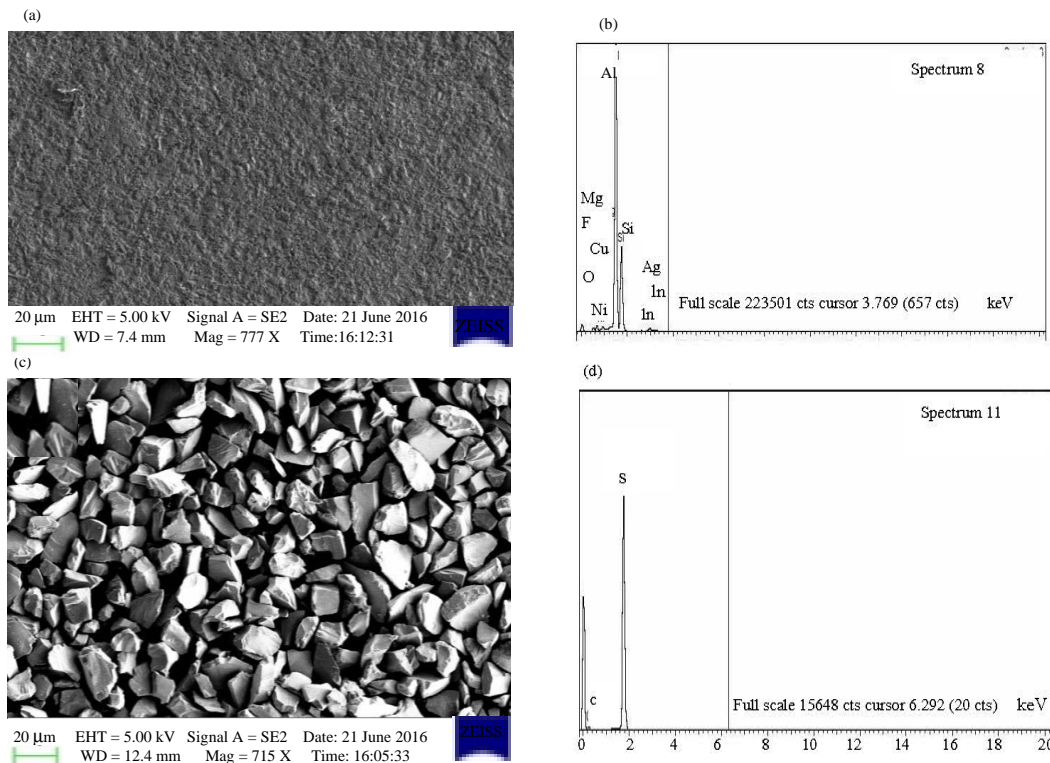 (a)
20 μm EHT = 5.00 kV Signal A = SE2 Date: 21 June 2016
WD = 7.4 mm Mag = 777 X Time:16:12:31
ZEISS
(b)
Spectrum 8
Al
Mg
F
Si
S
Cu
O
Ag
In
Ni
In
Full scale 223501 cts cursor 3.769 (657 cts) keV
(c)
20 μm EHT = 5.00 kV Signal A = SE2 Date: 21 June 2016
WD = 12.4 mm Mag = 715 X Time: 16:05:33
ZEISS
(d)
Spectrum 11
S
c
Full scale 15648 cts cursor 6.292 (20 cts) keV
0 2 4 6 8 10 12 14 16 18 20